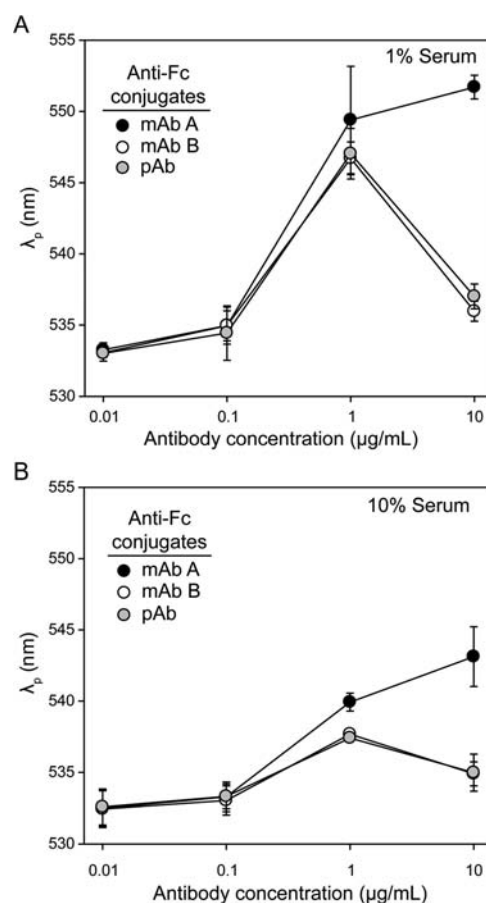 A
555
550
545
540
535
530
λp (nm)
1% Serum
Anti-Fc
conjugates
mAb A
mAb B
pAb
0.01
0.1
1
10
Antibody concentration (µg/mL)
B
555
550
545
540
535
530
λp (nm)
10% Serum
Anti-Fc
conjugates
mAb A
mAb B
pAb
0.01
0.1
1
10
Antibody concentration (µg/mL)